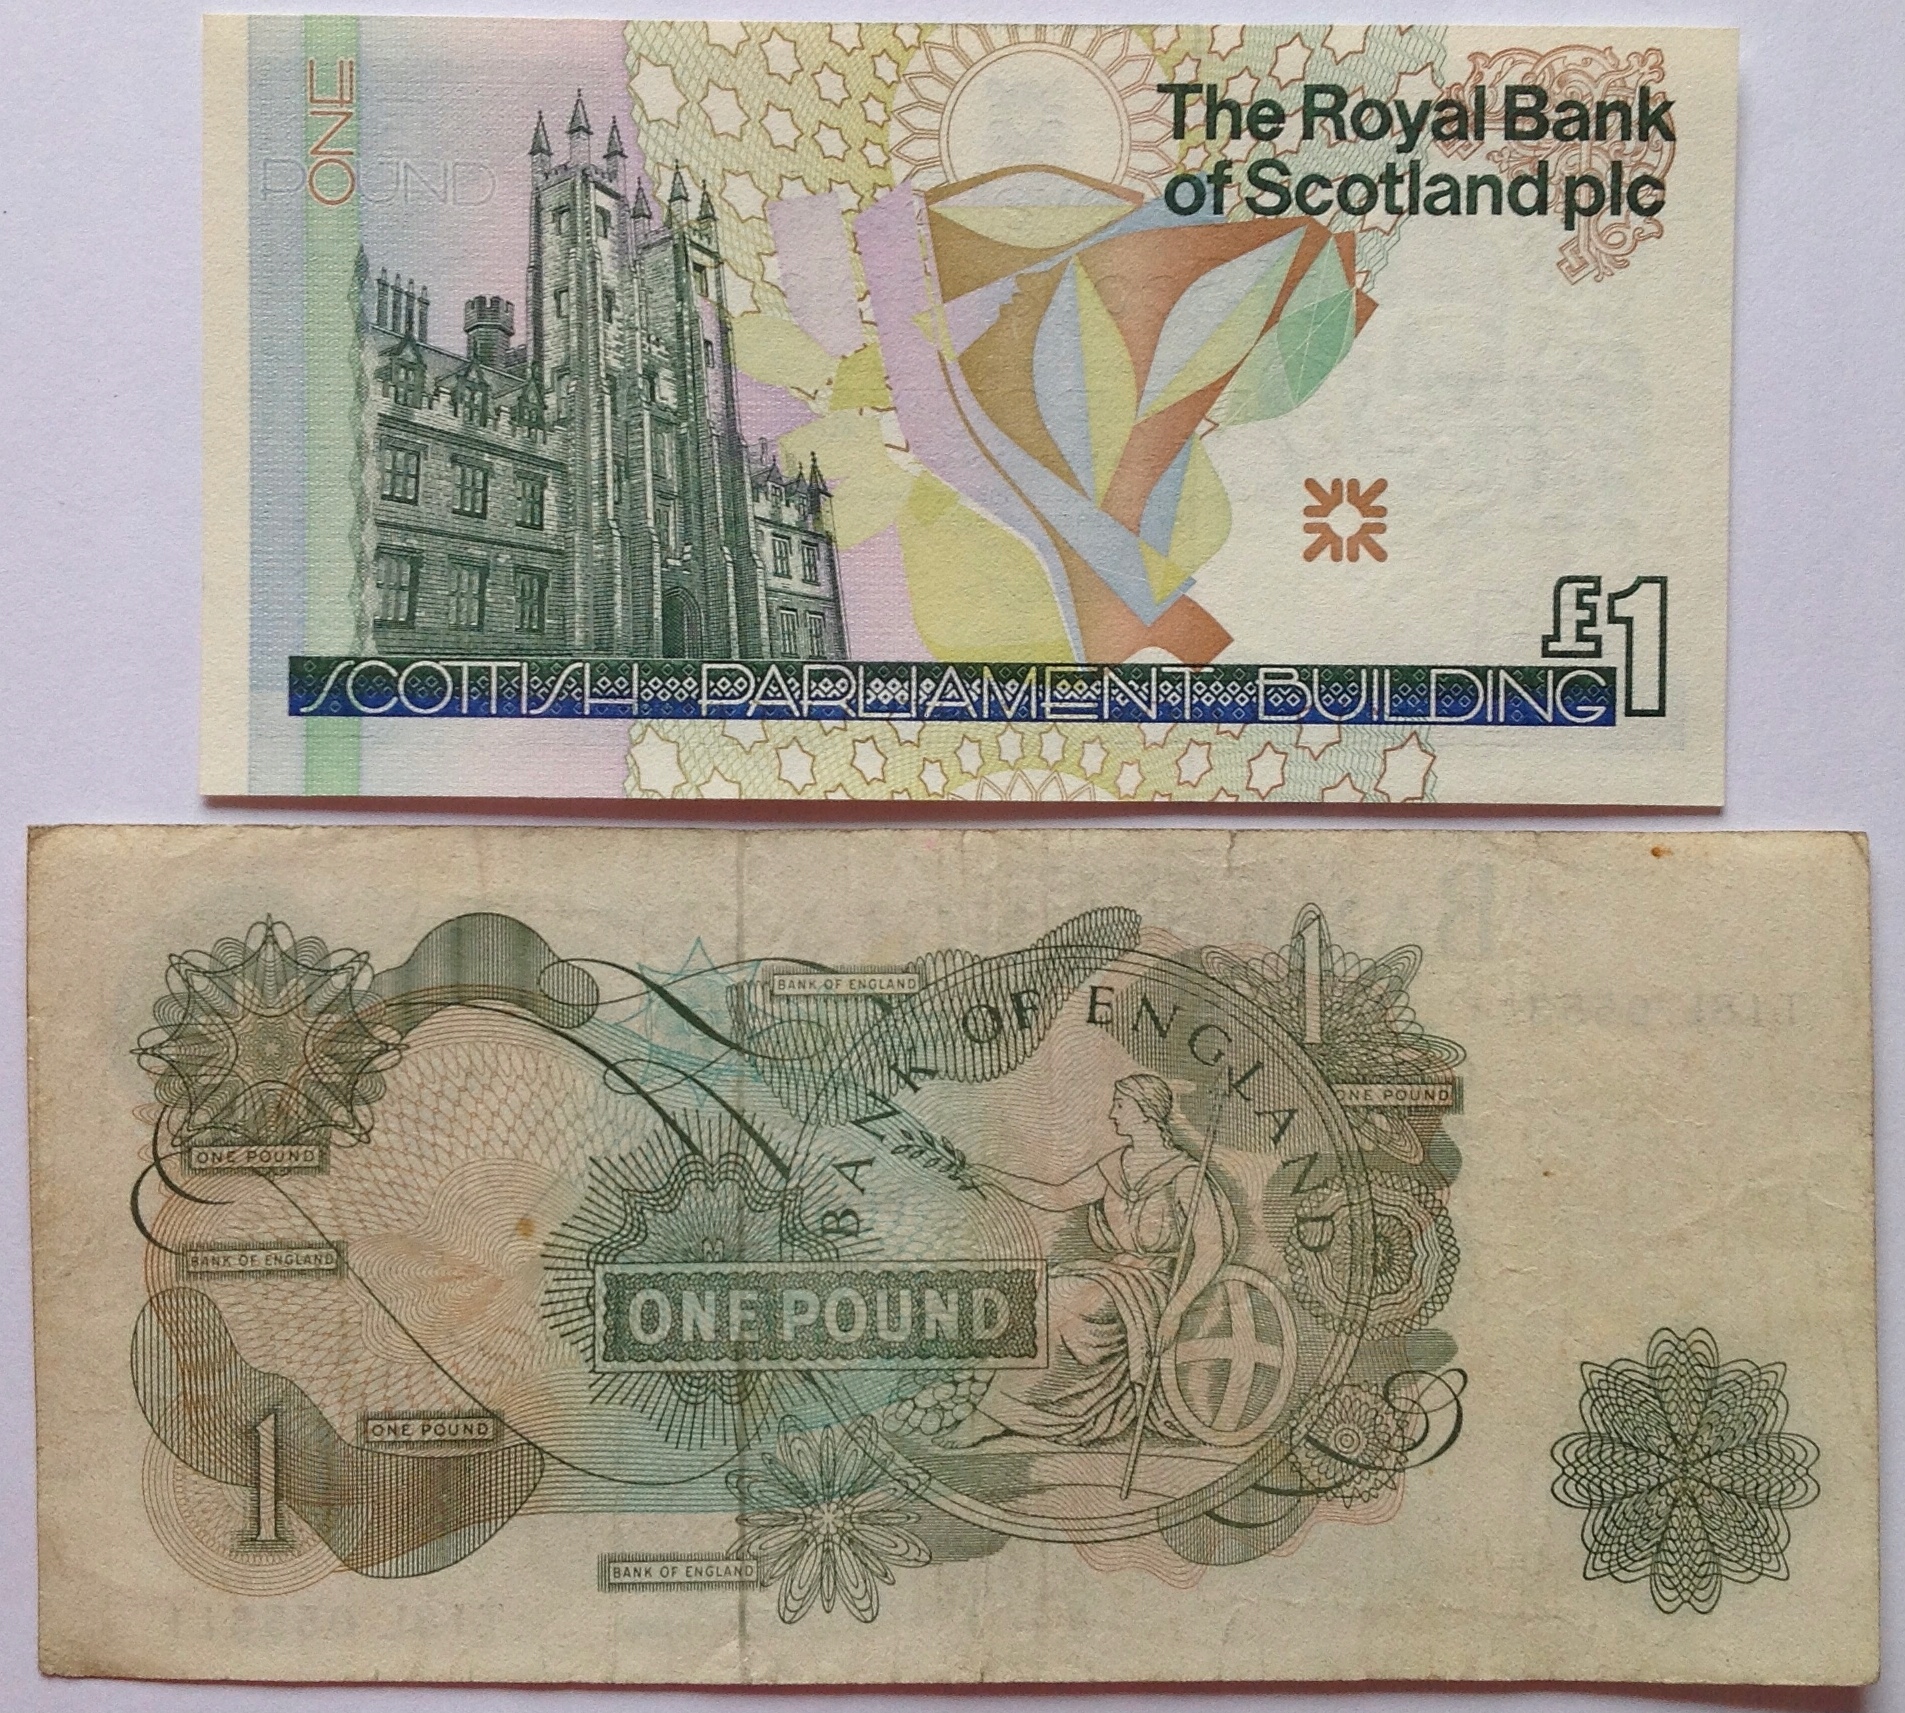 ONE
POUND
The Royal Bank
of Scotland plc
£1
SCOTTISH PARLIAMENT BUILDING
BANK OF ENGLAND
BANK OF ENGLAND
1
ONE POUND
ONE POUND
BANK OF ENGLAND
ONE POUND
1
ONE POUND
BANK OF ENGLAND